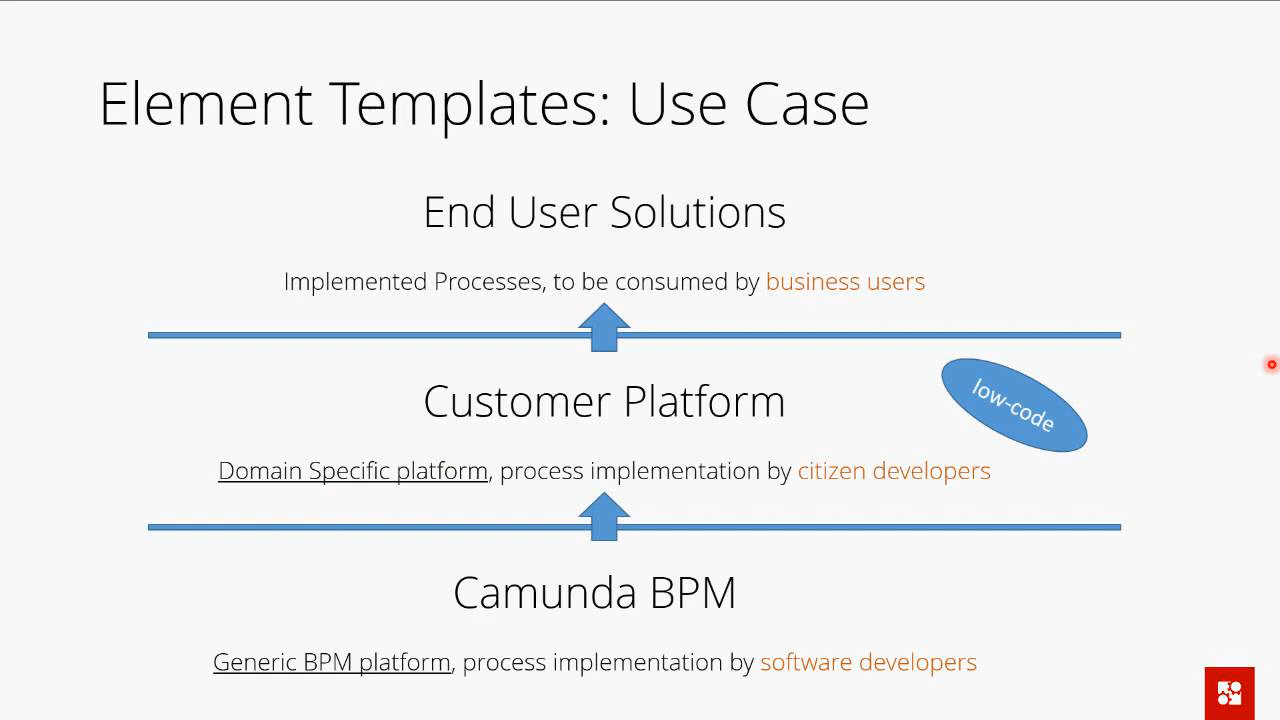 Element Templates: Use Case
End User Solutions
Implemented Processes, to be consumed by business users
Customer Platform
low-code
Domain Specific platform, process implementation by citizen developers
Camunda BPM
Generic BPM platform, process implementation by software developers